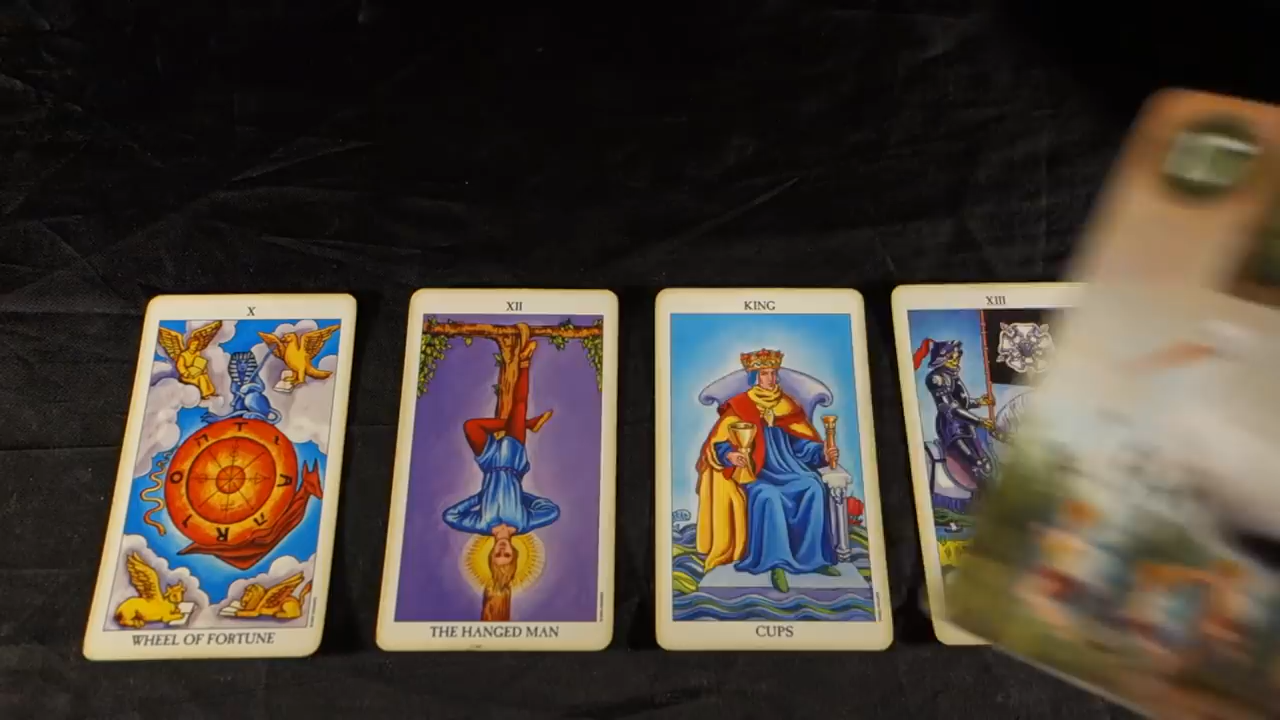 X
WHEEL OF FORTUNE
XII
THE HANGED MAN
KING
CUPS
XIII